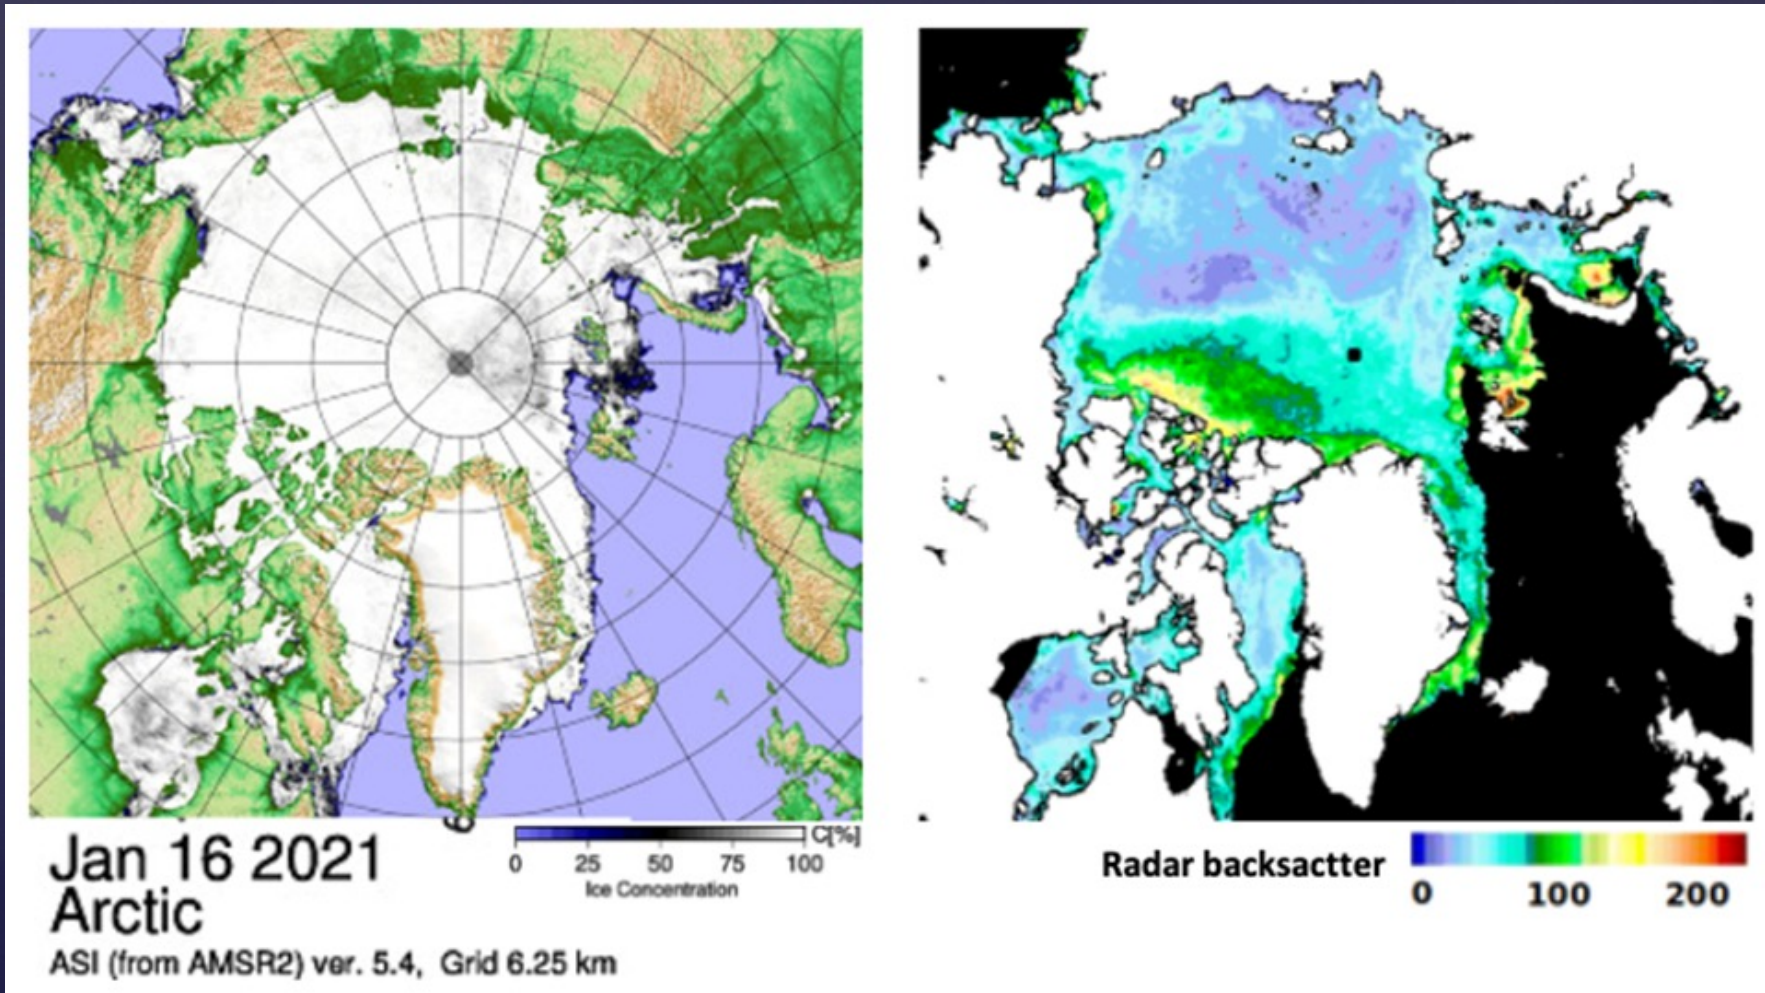 Jan 16 2021
Arctic
ASI (from AMSR2) ver. 5.4, Grid 6.25 km
C[%]
0 25 50 75 100
Ice Concentration
Radar backsactter
0 100 200